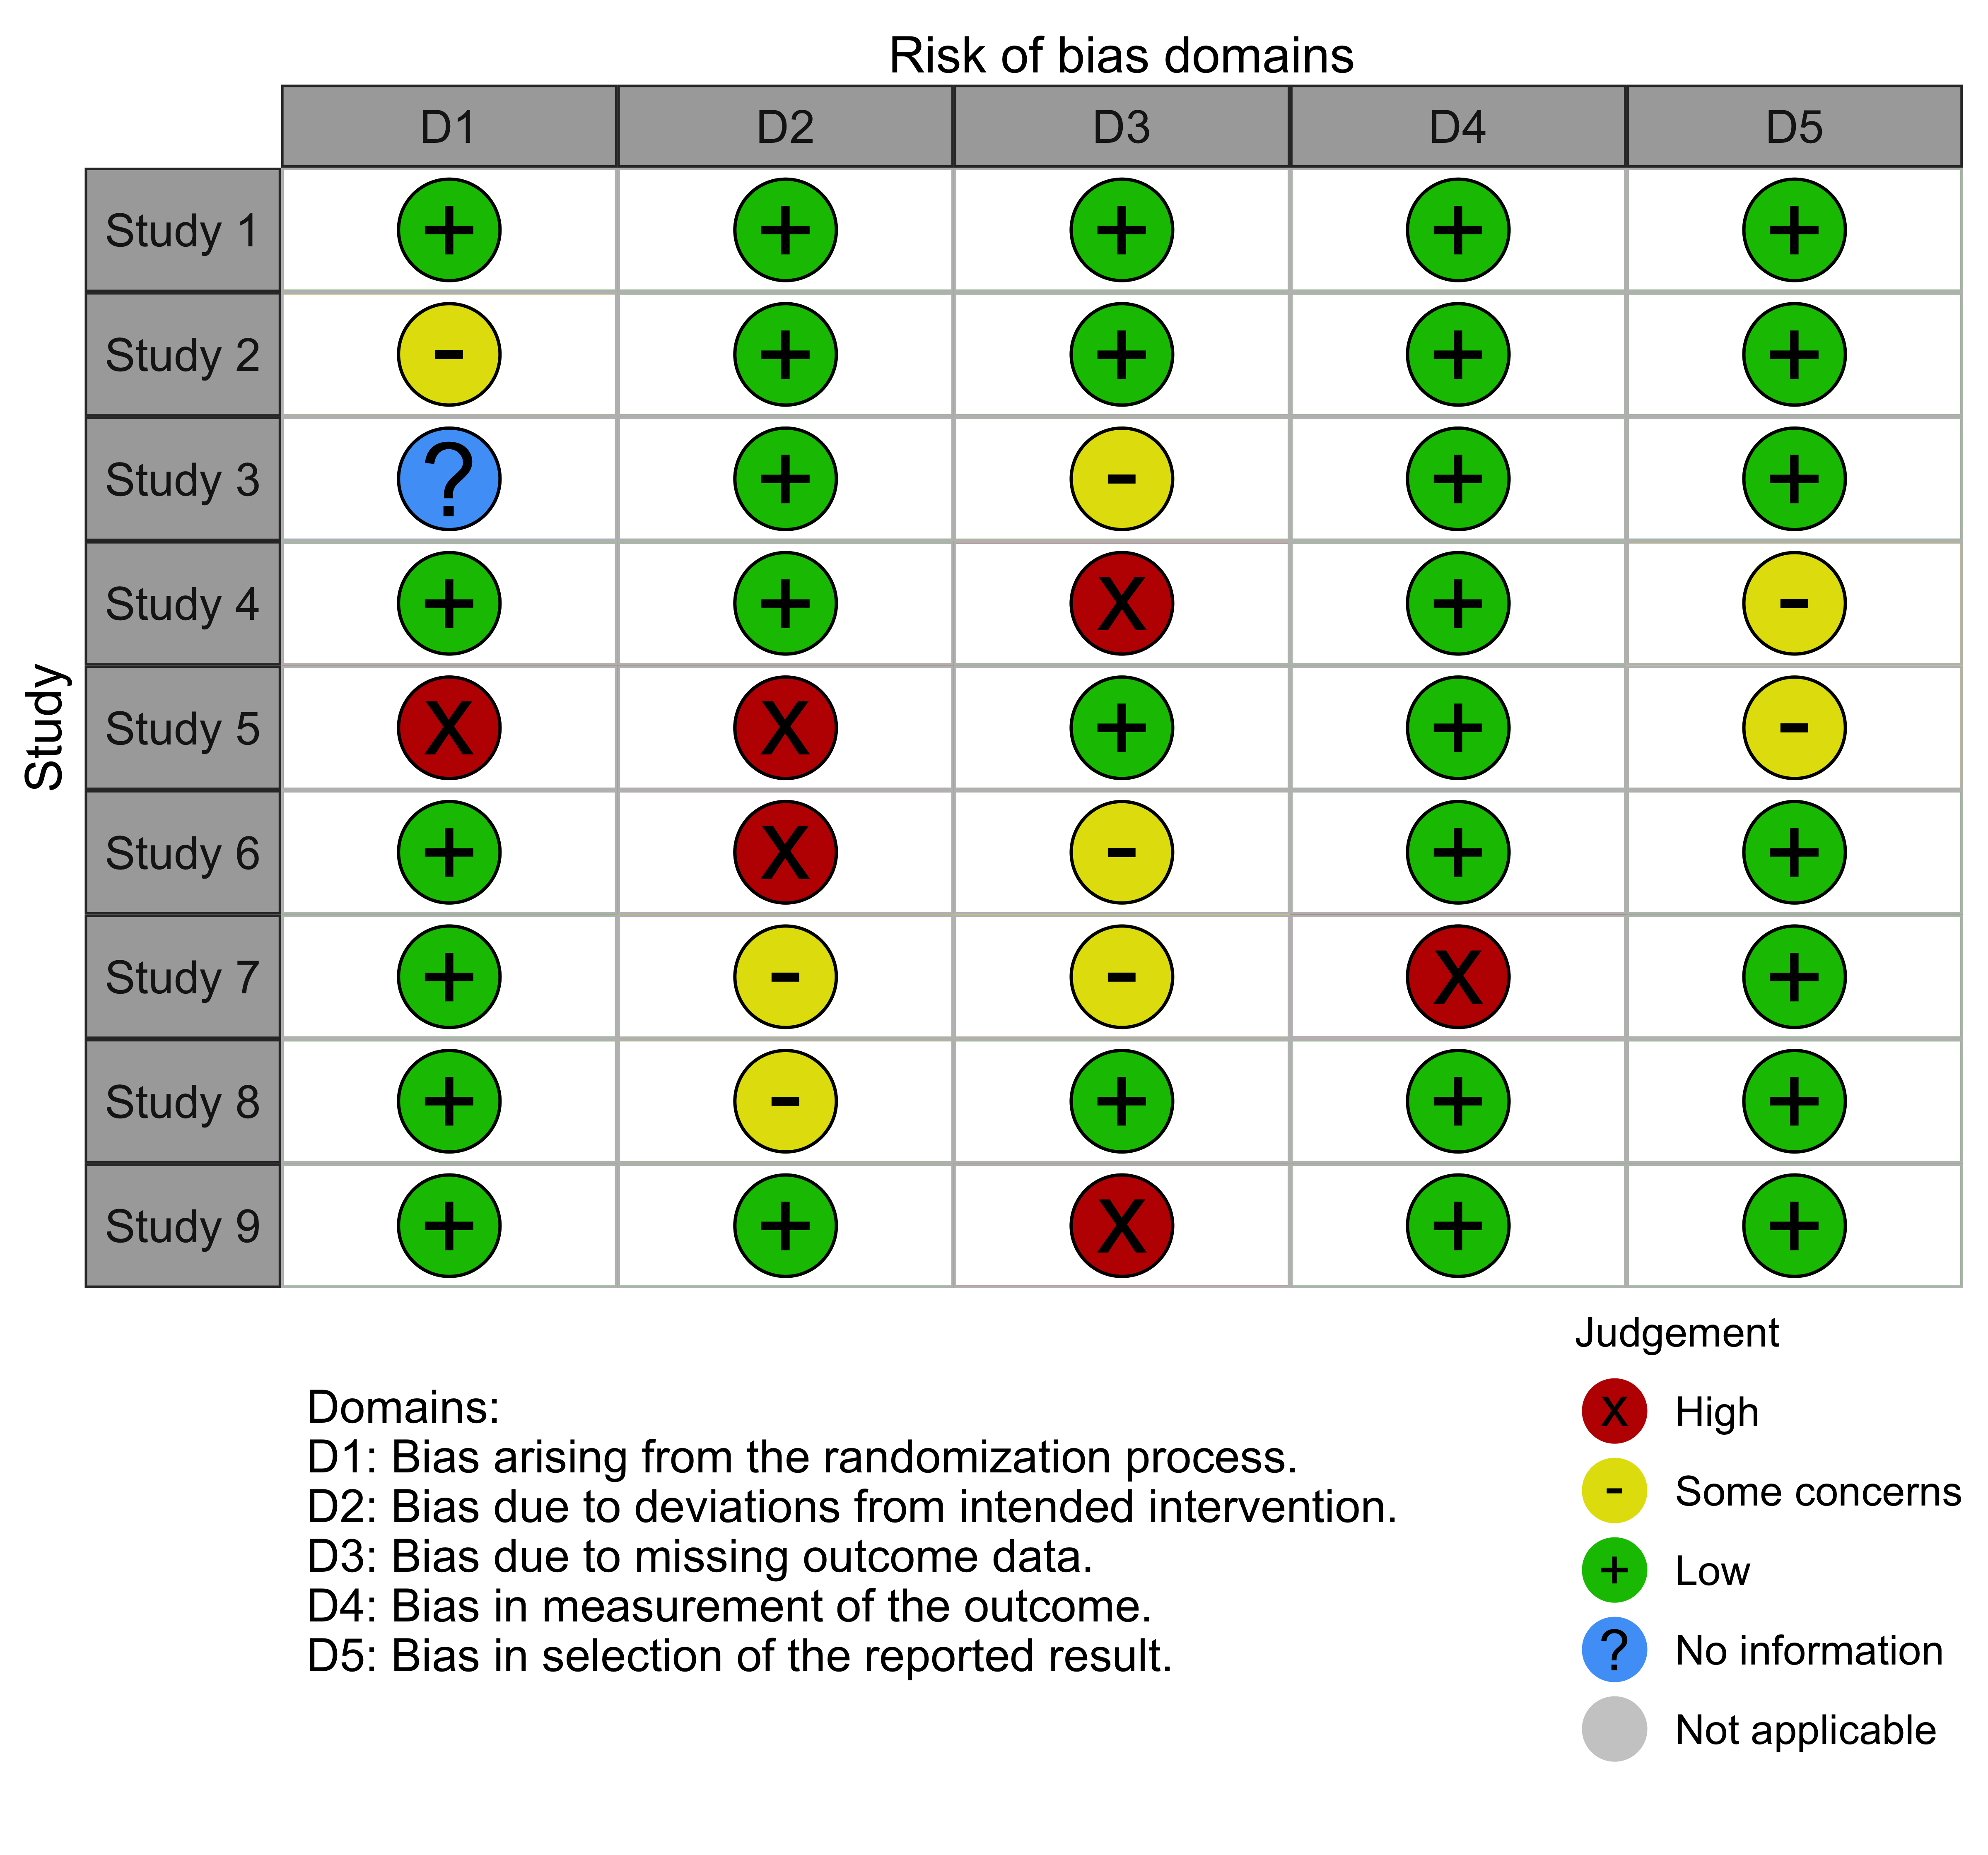 Risk of bias domains
D1 D2 D3 D4 D5
Study 1 + + + + +
Study 2 - + + + +
Study 3 ? + - + +
Study 4 + + X + -
Study 5 X X + + -
Study 6 + X - + +
Study 7 + - - X +
Study 8 + - + + +
Study 9 + + X + +
Study
Domains:
D1: Bias arising from the randomization process.
D2: Bias due to deviations from intended intervention.
D3: Bias due to missing outcome data.
D4: Bias in measurement of the outcome.
D5: Bias in selection of the reported result.
Judgement
X High
- Some concerns
+ Low
? No information
Not applicable